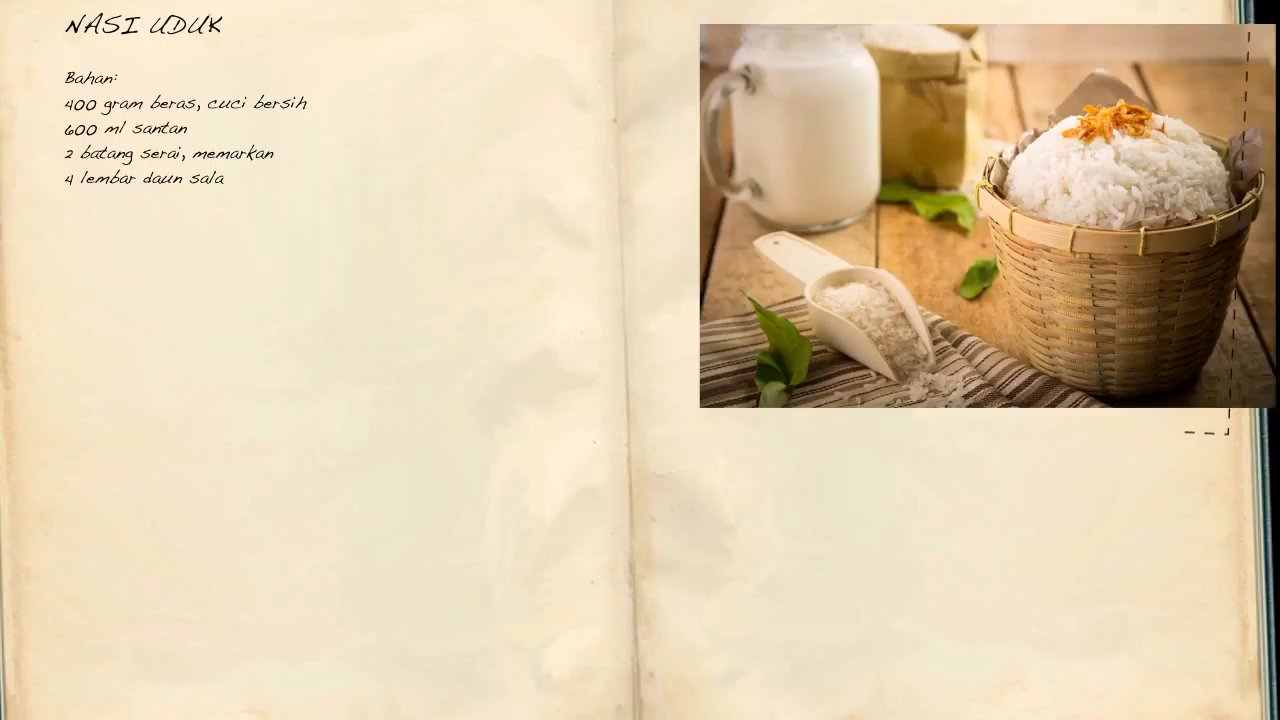 NASI UDUK
Bahan:
400 gram beras, cuci bersih
600 ml santan
2 batang serai, memarkan
4 lembar daun sala